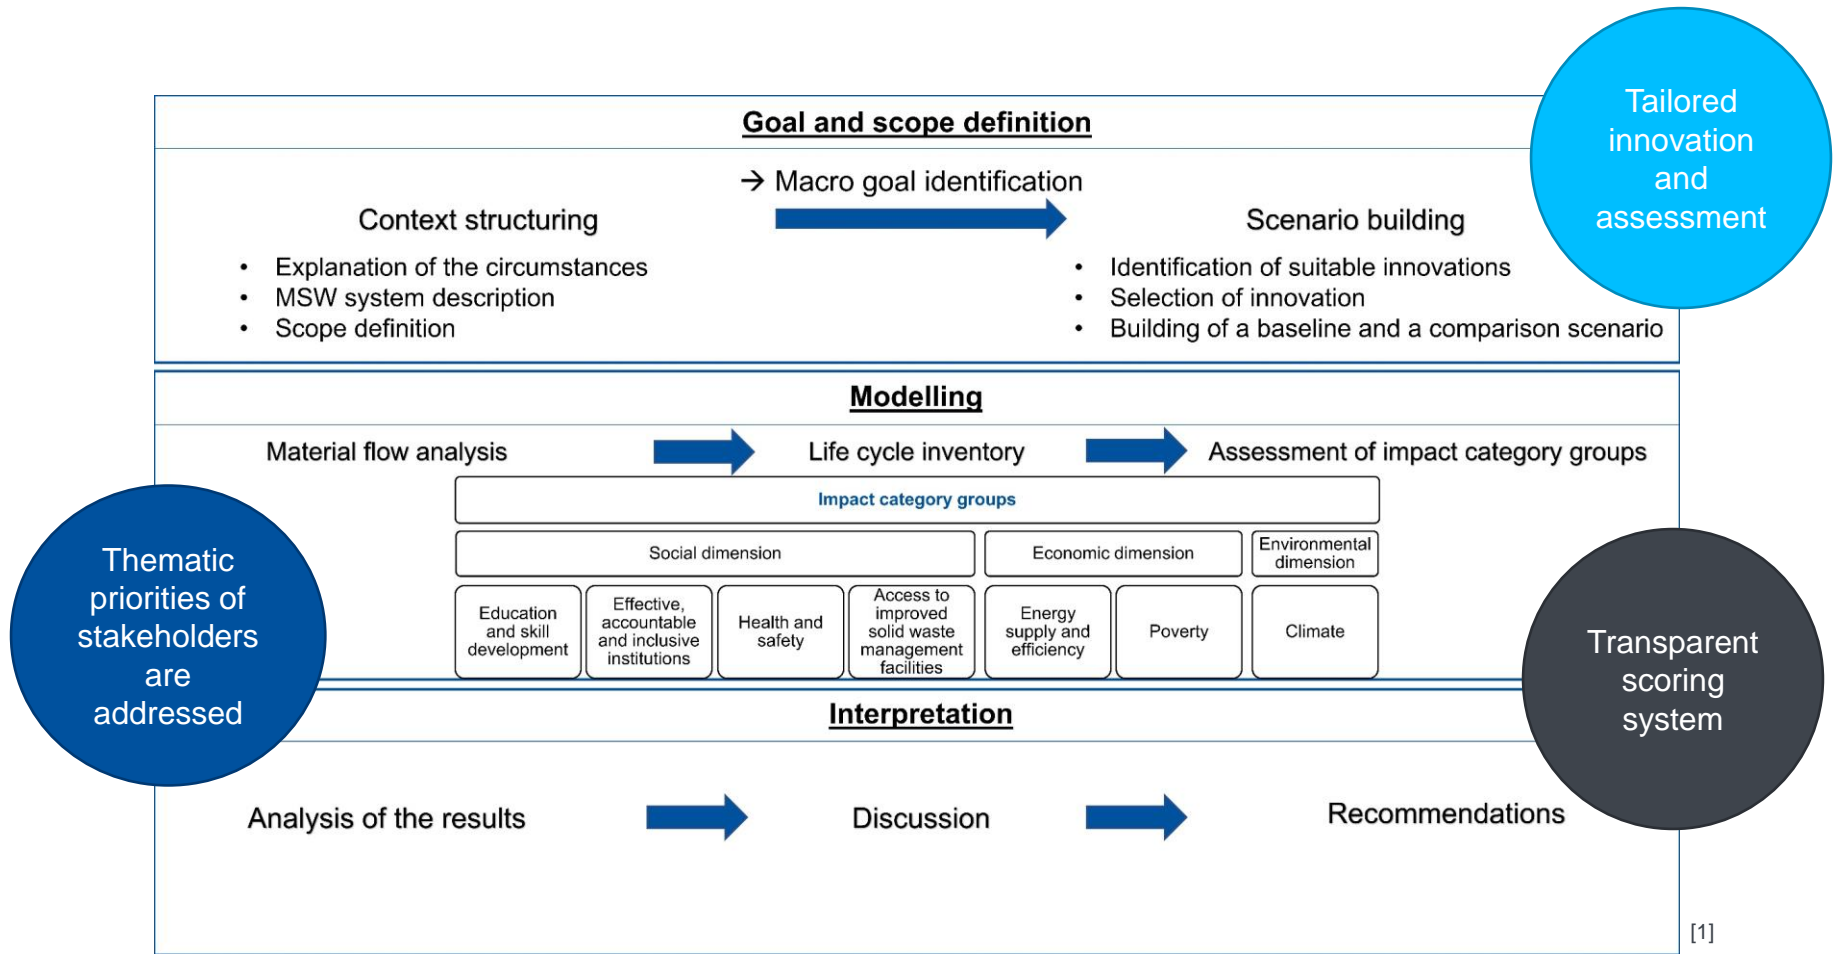 Goal and scope definition
Tailored
innovation
and
assessment
→ Macro goal identification
Context structuring
Scenario building
• Explanation of the circumstances
• MSW system description
• Scope definition
• Identification of suitable innovations
• Selection of innovation
• Building of a baseline and a comparison scenario
Modelling
Material flow analysis
Life cycle inventory
Assessment of impact category groups
Impact category groups
Social dimension
Economic dimension
Environmental
dimension
Education
and skill
development
Effective,
accountable
and inclusive
institutions
Health and
safety
Access to
improved
solid waste
management
facilities
Energy
supply and
efficiency
Poverty
Climate
Thematic
priorities of
stakeholders
are
addressed
Transparent
scoring
system
Interpretation
Analysis of the results
Discussion
Recommendations
[1]